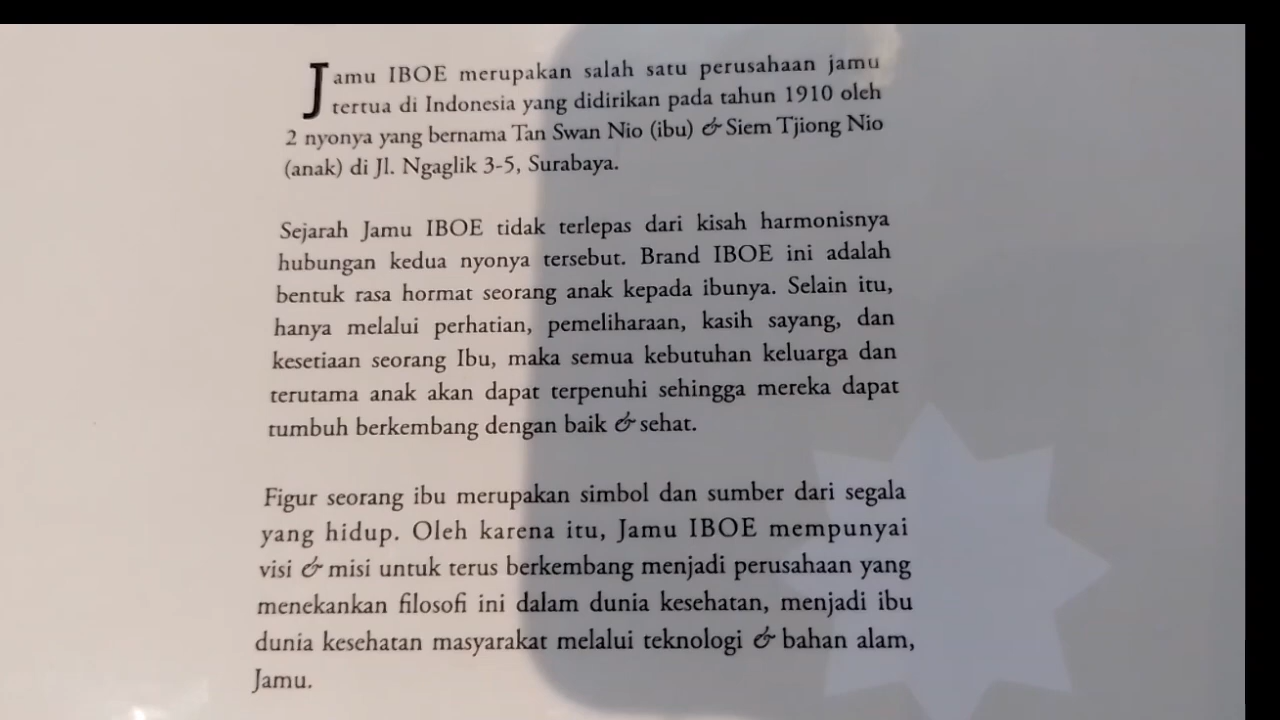 Jamu IBOE merupakan salah satu perusahaan jamu
tertua di Indonesia yang didirikan pada tahun 1910 oleh
2 nyonya yang bernama Tan Swan Nio (ibu) & Siem Tjiong Nio
(anak) di Jl. Ngaglik 3-5, Surabaya.
Sejarah Jamu IBOE tidak terlepas dari kisah harmonisnya
hubungan kedua nyonya tersebut. Brand IBOE ini adalah
bentuk rasa hormat seorang anak kepada ibunya. Selain itu,
hanya melalui perhatian, pemeliharaan, kasih sayang, dan
kesetiaan seorang Ibu, maka semua kebutuhan keluarga dan
terutama anak akan dapat terpenuhi sehingga mereka dapat
tumbuh berkembang dengan baik & sehat.
Figur seorang ibu merupakan simbol dan sumber dari segala
yang hidup. Oleh karena itu, Jamu IBOE mempunyai
visi & misi untuk terus berkembang menjadi perusahaan yang
menekankan filosofi ini dalam dunia kesehatan, menjadi ibu
dunia kesehatan masyarakat melalui teknologi & bahan alam,
Jamu.